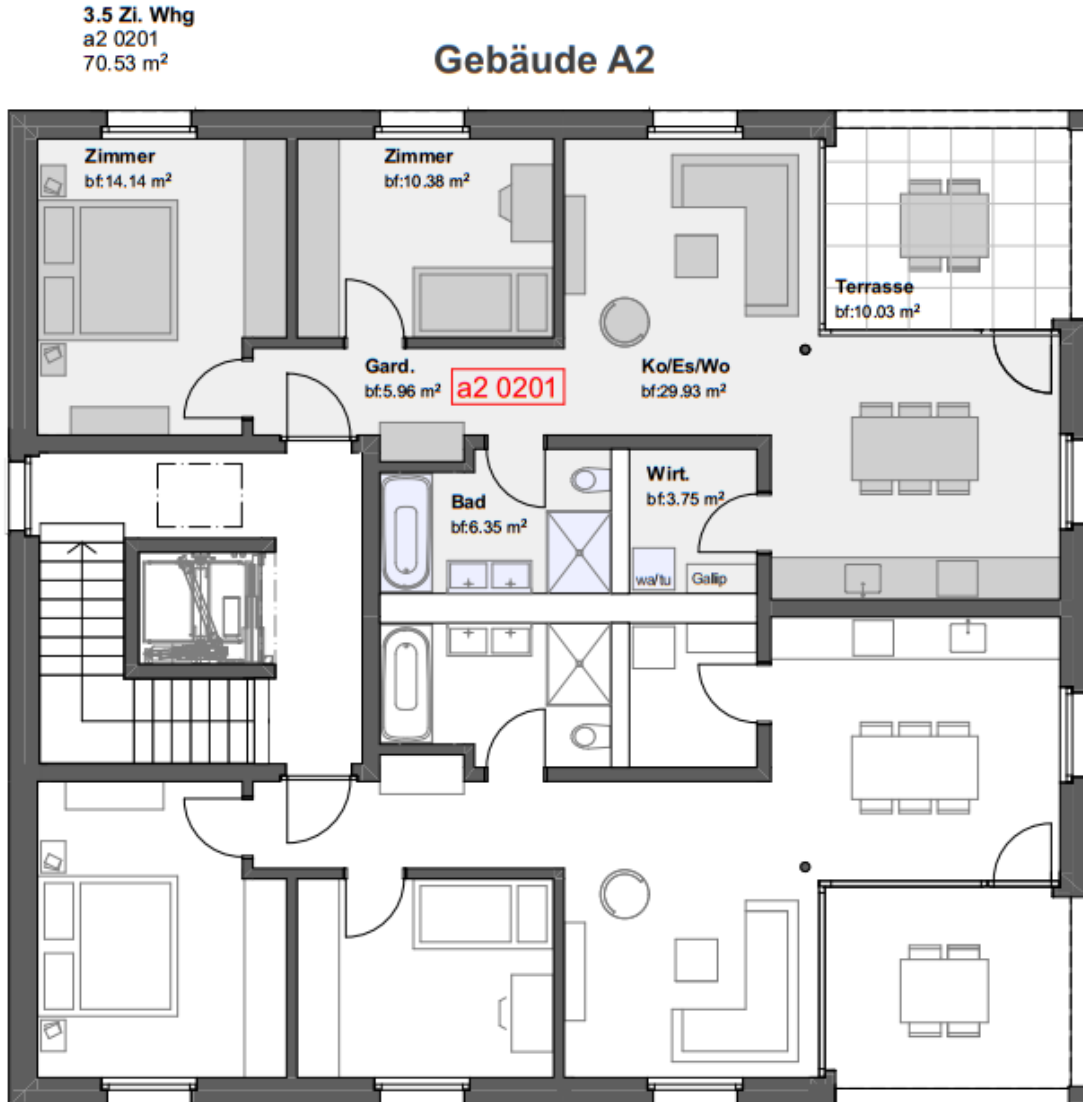 3.5 Zi. Whg
a2 0201
70.53 m²
Gebäude A2
Zimmer
bf:14.14 m²
Zimmer
bf:10.38 m²
Terrasse
bf:10.03 m²
Gard.
bf:5.96 m²
a2 0201
Ko/Es/Wo
bf:29.93 m²
Bad
bf:6.35 m²
Wirt.
bf:3.75 m²
wa/tu
Gallip